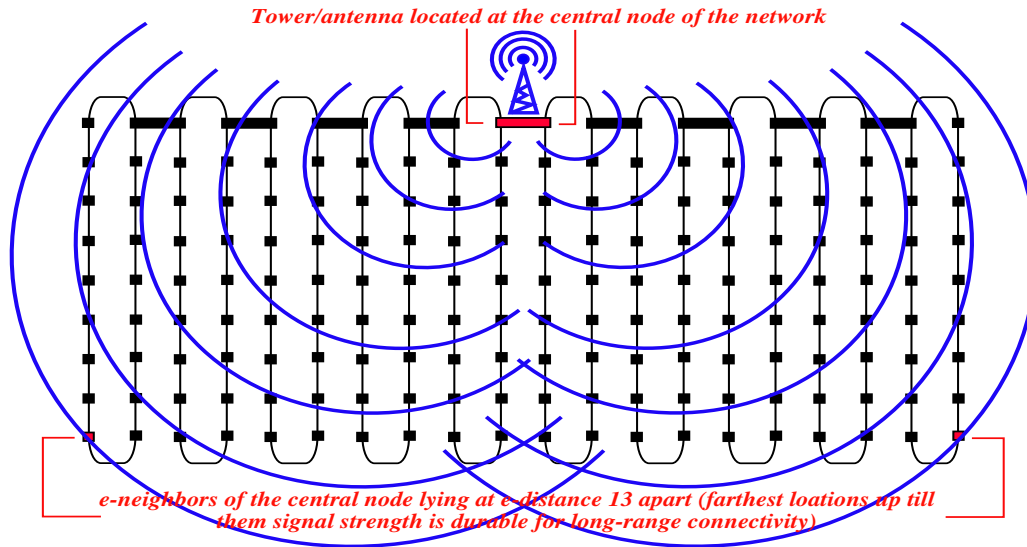 Tower/antenna located at the central node of the network
e-neighbors of the central node lying at e-distance 13 apart (farthest loations up till
them signal strength is durable for long-range connectivity)